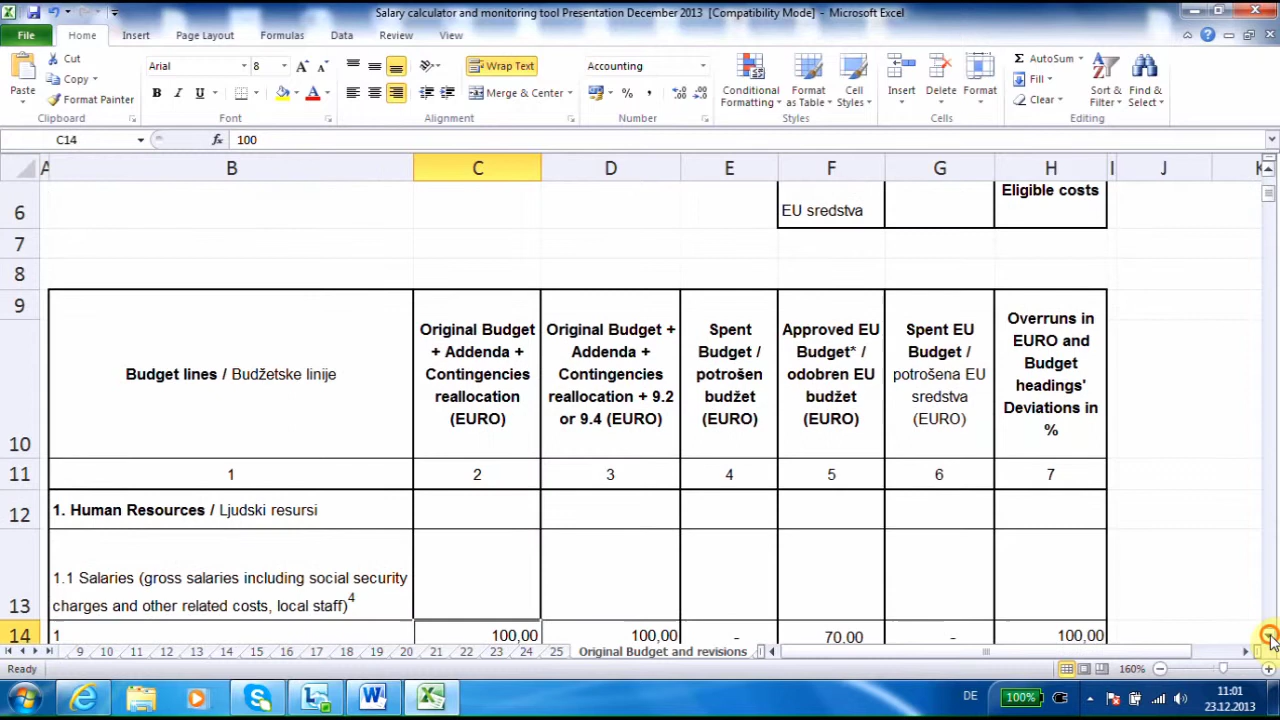 Salary calculator and monitoring tool Presentation December 2013 [Compatibility Mode] - Microsoft Excel
File Home Insert Page Layout Formulas Data Review View
Cut
Copy
Format Painter
Paste
Clipboard
Arial 8
B I U
Font
Wrap Text
Merge & Center
Alignment
Accounting
Number
Conditional Formatting
Format as Table
Cell Styles
Styles
Insert Delete Format
Cells
AutoSum
Fill
Clear
Sort & Filter
Find & Select
Editing
C14 fx 100
A B C D E F G H I J K
6 EU sredstva Eligible costs
7
8
9
10
Budget lines / Budžetske linije
Original Budget + Addenda + Contingencies reallocation (EURO)
Original Budget + Addenda + Contingencies reallocation + 9.2 or 9.4 (EURO)
Spent Budget / potrošen budžet (EURO)
Approved EU Budget* / odobren EU budžet (EURO)
Spent EU Budget / potrošena EU sredstva (EURO)
Overruns in EURO and Budget headings' Deviations in %
11 1 2 3 4 5 6 7
12 1. Human Resources / Ljudski resursi
13 1.1 Salaries (gross salaries including social security
charges and other related costs, local staff)4
14 1 100,00 100,00 - 70,00 - 100,00
9 10 11 12 13 14 15 16 17 18 19 20 21 22 23 24 25 Original Budget and revisions
Ready 160%
100% DE 11:01
23.12.2013